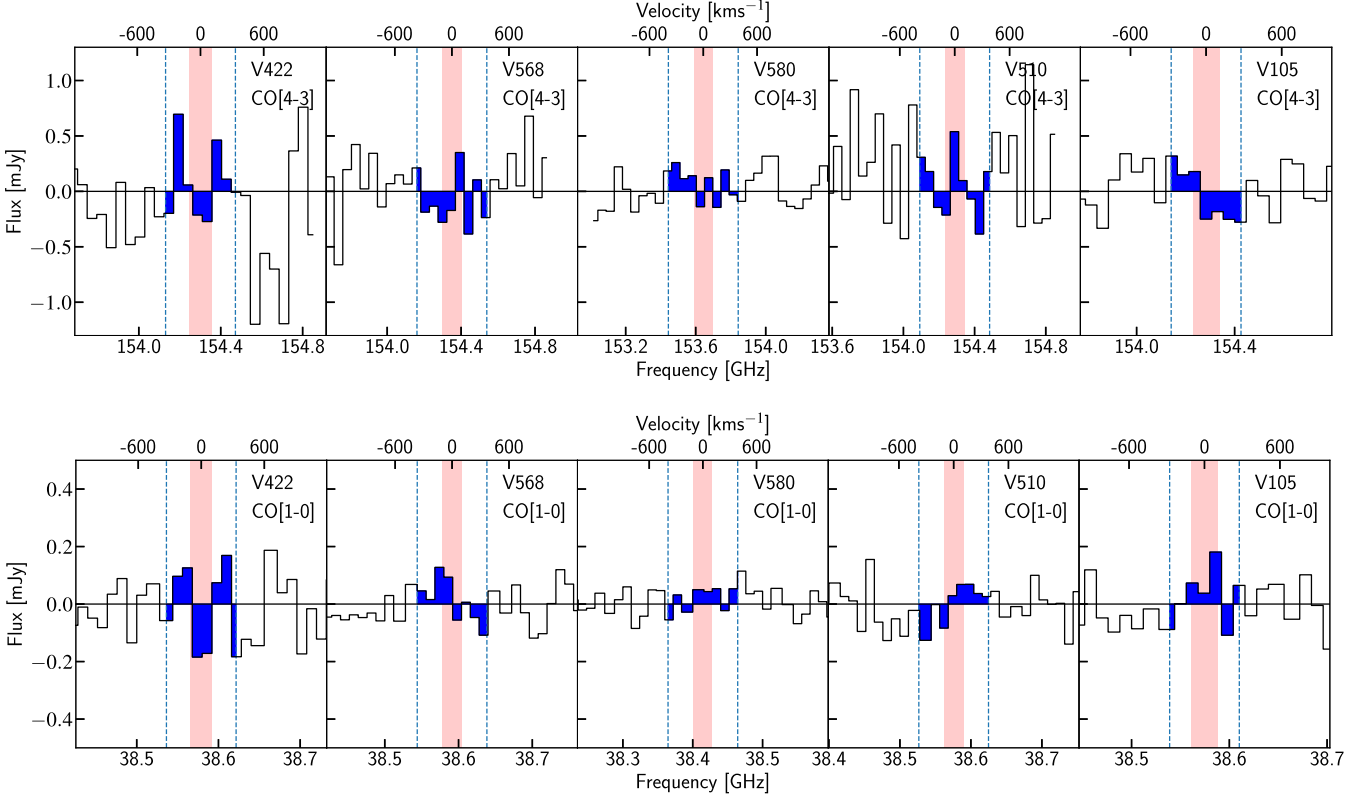 Velocity [kms−1]
-600 0 600 -600 0 600 -600 0 600 -600 0 600 -600 0 600
V422 V568 V580 V510 V105
CO[4-3] CO[4-3] CO[4-3] CO[4-3] CO[4-3]
1.0
0.5
0.0
−0.5
−1.0
Flux [mJy]
154.0 154.4 154.8 154.0 154.4 154.8 153.2 153.6 154.0 153.6 154.0 154.4 154.8 154.0 154.4
Frequency [GHz]
Velocity [kms−1]
-600 0 600 -600 0 600 -600 0 600 -600 0 600 -600 0 600
V422 V568 V580 V510 V105
CO[1-0] CO[1-0] CO[1-0] CO[1-0] CO[1-0]
0.4
0.2
0.0
−0.2
−0.4
Flux [mJy]
38.5 38.6 38.7 38.5 38.6 38.7 38.3 38.4 38.5 38.4 38.5 38.6 38.7 38.5 38.6 38.7
Frequency [GHz]